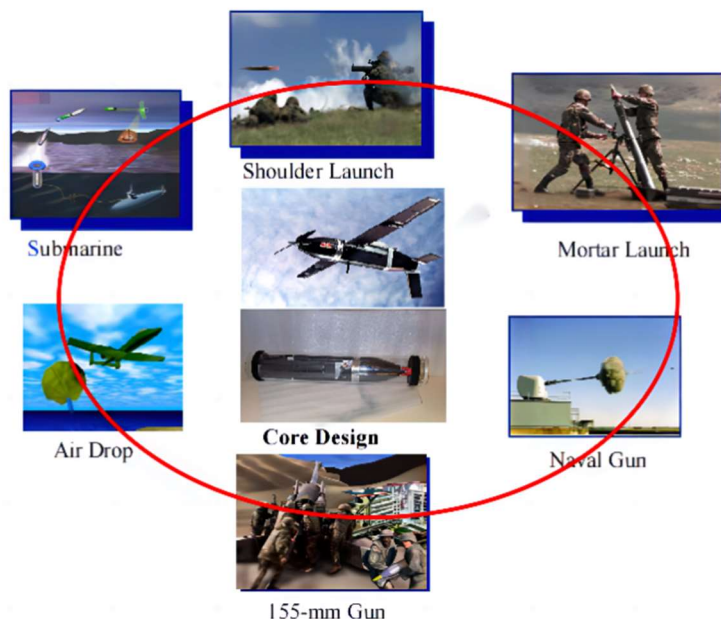 Shoulder Launch
Submarine
Mortar Launch
Core Design
Air Drop
Naval Gun
155-mm Gun